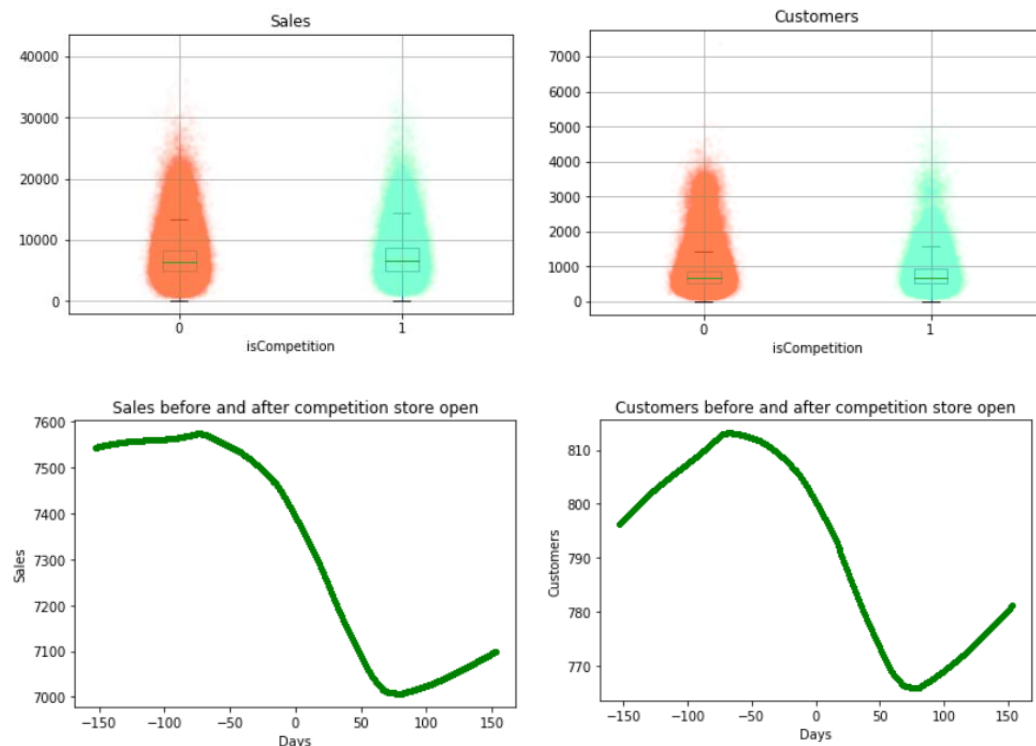 Sales
40000
30000
20000
10000
0
0 1
isCompetition
Customers
7000
6000
5000
4000
3000
2000
1000
0
0 1
isCompetition
Sales before and after competition store open
Sales
7600
7500
7400
7300
7200
7100
7000
−150 −100 −50 0 50 100 150
Days
Customers before and after competition store open
Customers
810
800
790
780
770
−150 −100 −50 0 50 100 150
Days